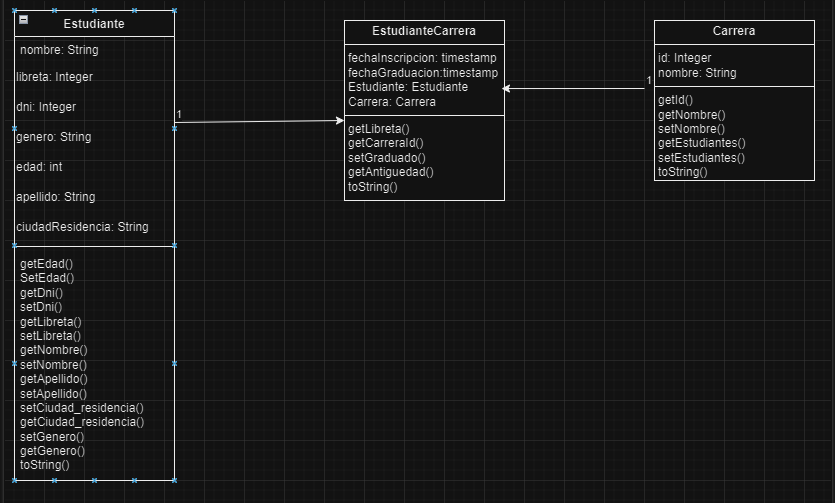 Estudiante
nombre: String
libreta: Integer
dni: Integer
genero: String
edad: int
apellido: String
ciudadResidencia: String
getEdad()
SetEdad()
getDni()
setDni()
getLibreta()
setLibreta()
getNombre()
setNombre()
getApellido()
setApellido()
setCiudad_residencia()
getCiudad_residencia()
setGenero()
getGenero()
toString()
1
EstudianteCarrera
fechaInscripcion: timestamp
fechaGraduacion:timestamp
Estudiante: Estudiante
Carrera: Carrera
getLibreta()
getCarreraId()
setGraduado()
getAntiguedad()
toString()
1
Carrera
id: Integer
nombre: String
getId()
getNombre()
setNombre()
getEstudiantes()
setEstudiantes()
toString()